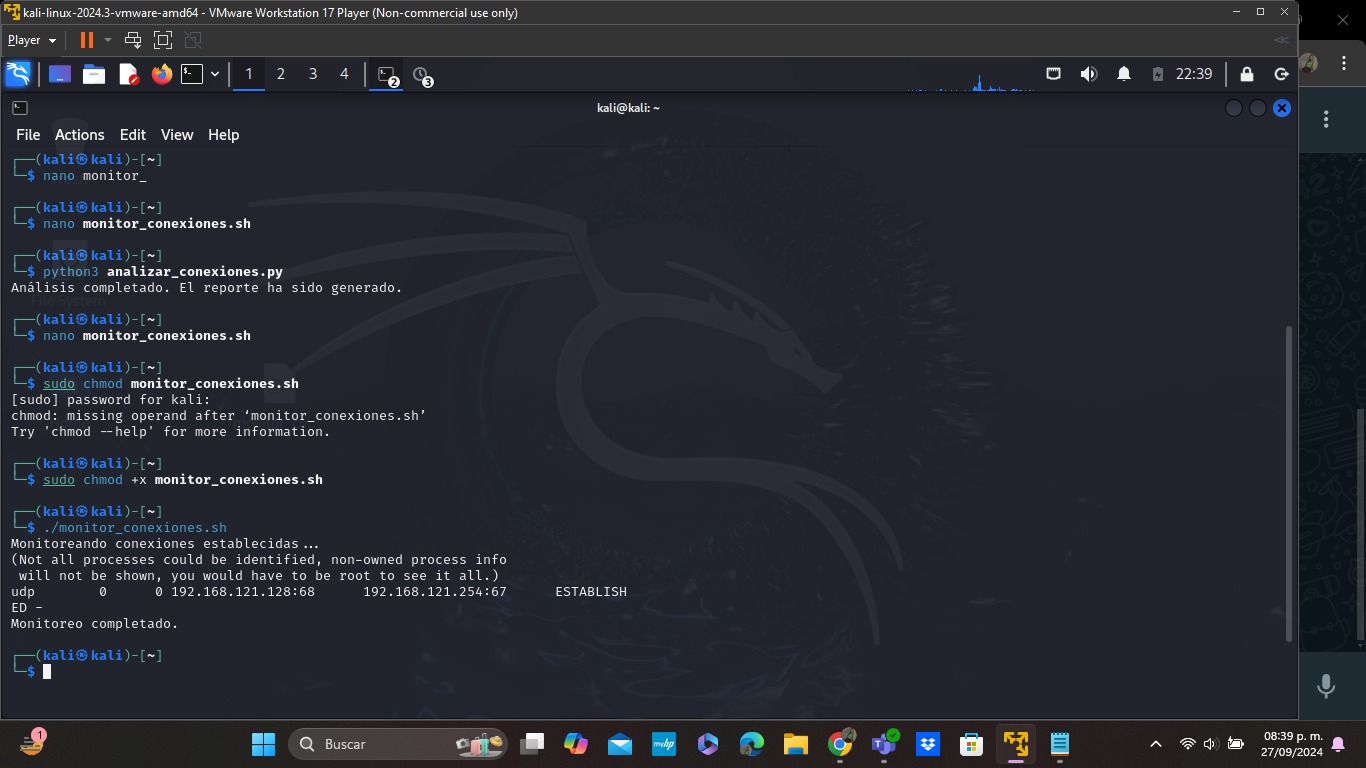 kali-linux-2024.3-vmware-amd64 - VMware Workstation 17 Player (Non-commercial use only)
Player
1 2 3 4 2 3 22:39
kali@kali: ~
File Actions Edit View Help
┌──(kali㉿kali)-[~]
└─$ nano monitor_
┌──(kali㉿kali)-[~]
└─$ nano monitor_conexiones.sh
┌──(kali㉿kali)-[~]
└─$ python3 analizar_conexiones.py
Análisis completado. El reporte ha sido generado.
File System
┌──(kali㉿kali)-[~]
└─$ nano monitor_conexiones.sh
┌──(kali㉿kali)-[~]
└─$ sudo chmod monitor_conexiones.sh
[sudo] password for kali:
chmod: missing operand after ‘monitor_conexiones.sh’
Try 'chmod --help' for more information.
┌──(kali㉿kali)-[~]
└─$ sudo chmod +x monitor_conexiones.sh
┌──(kali㉿kali)-[~]
└─$ ./monitor_conexiones.sh
Monitoreando conexiones establecidas...
(Not all processes could be identified, non-owned process info
will not be shown, you would have to be root to see it all.)
udp 0 0 192.168.121.128:68 192.168.121.254:67 ESTABLISH
ED -
Monitoreo completado.
┌──(kali㉿kali)-[~]
└─$
1 Buscar myhp 08:39 p. m.
27/09/2024